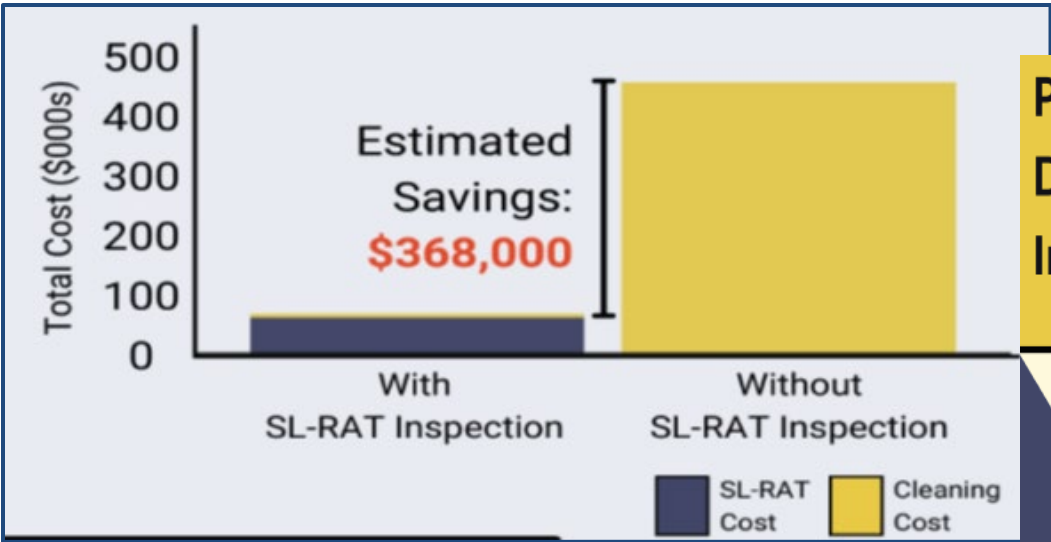 500
400
300
200
100
0
Total Cost ($000s)
Estimated
Savings:
$368,000
With
SL-RAT Inspection
Without
SL-RAT Inspection
SL-RAT
Cost
Cleaning
Cost
P
D